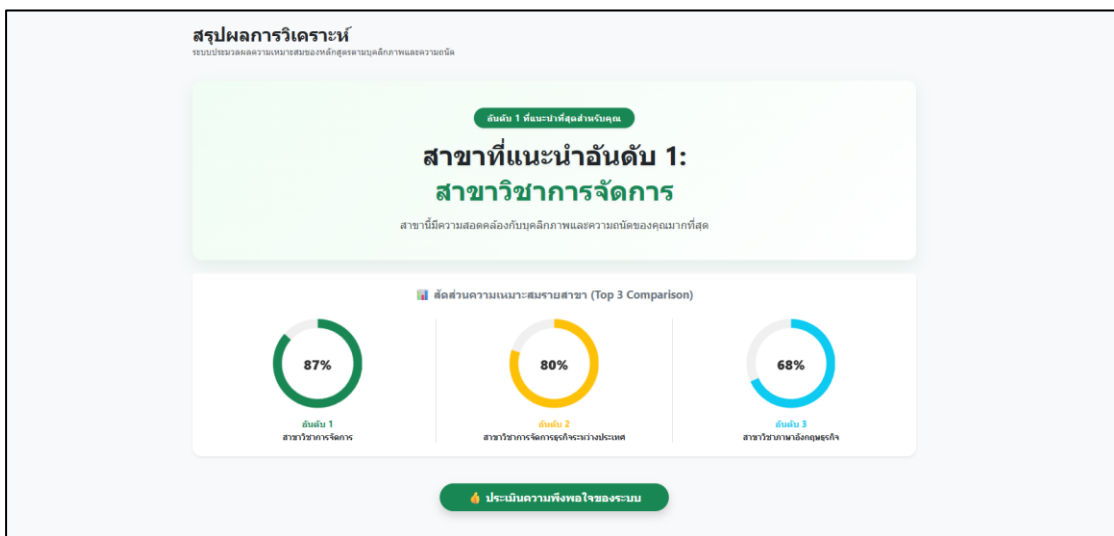 สรุปผลการวิเคราะห์
ระบบประมวลผลความเหมาะสมของหลักสูตรตามบุคลิกภาพและความถนัด
อันดับ 1 ที่แนะนำที่สุดสำหรับคุณ
สาขาที่แนะนำอันดับ 1:
สาขาวิชาการจัดการ
สาขานี้มีความสอดคล้องกับบุคลิกภาพและความถนัดของคุณมากที่สุด
📊 สัดส่วนความเหมาะสมรายสาขา (Top 3 Comparison)
87%
อันดับ 1
สาขาวิชาการจัดการ
80%
อันดับ 2
สาขาวิชาการจัดการธุรกิจระหว่างประเทศ
68%
อันดับ 3
สาขาวิชาภาษาอังกฤษธุรกิจ
👍 ประเมินความพึงพอใจของระบบ